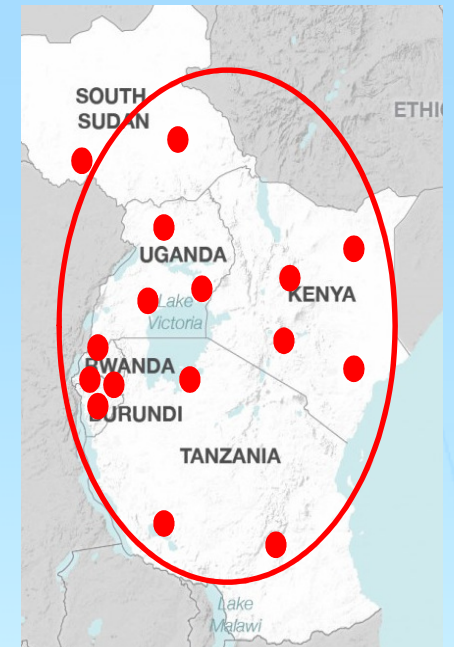 SOUTH
SUDAN
ETHI
UGANDA
KENYA
Lake
Victoria
RWANDA
BURUNDI
TANZANIA
Lake
Malawi